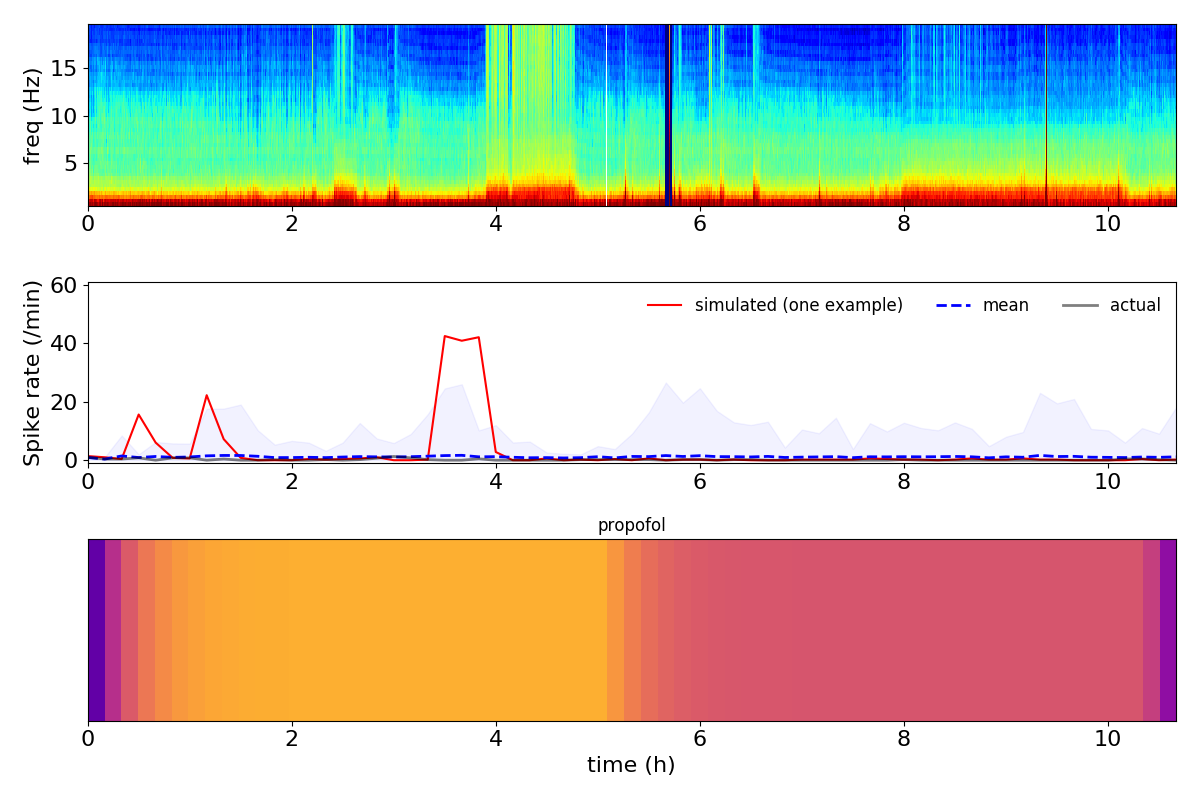 freq (Hz)
15
10
5
0 2 4 6 8 10
Spike rate (/min)
60
40
20
0
simulated (one example) mean actual
0 2 4 6 8 10
propofol
0 2 4 6 8 10
time (h)